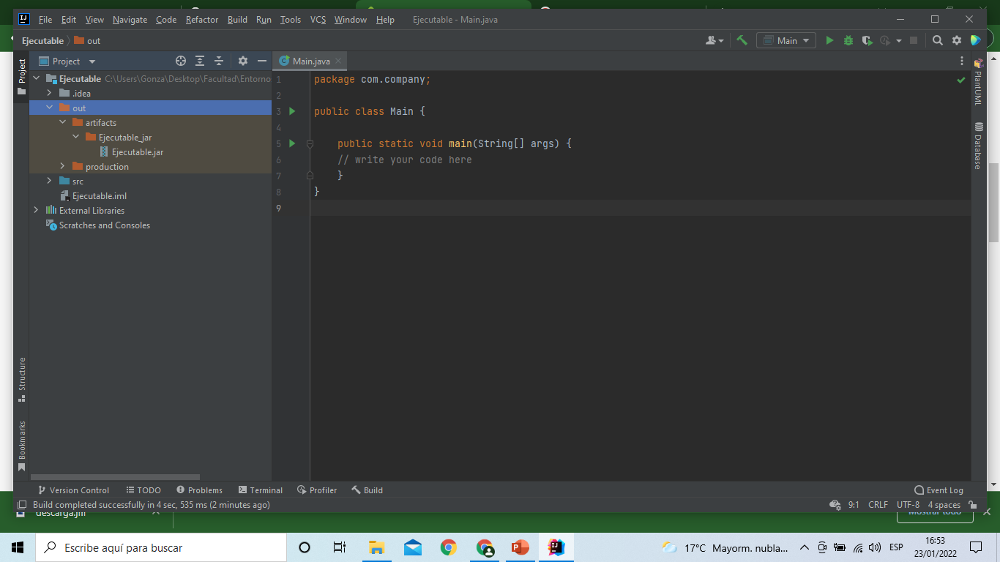 File Edit View Navigate Code Refactor Build Run Tools VCS Window Help Ejecutable - Main.java
Ejecutable out
Main
Project
Main.java
Project
Ejecutable C:\Users\Gonza\Desktop\Facultad\Entorno
.idea
out
artifacts
Ejecutable_jar
Ejecutable.jar
production
src
Ejecutable.iml
External Libraries
Scratches and Consoles
1 package com.company;
2
3 public class Main {
4
5 public static void main(String[] args) {
6 // write your code here
7 }
8 }
9
PlantUML
Database
Structure
Bookmarks
Version Control TODO Problems Terminal Profiler Build Event Log
Build completed successfully in 4 sec, 535 ms (2 minutes ago) 9:1 CRLF UTF-8 4 spaces
descarga.jfif Mostrar todo
Escribe aquí para buscar
17°C Mayorm. nubla... ESP
16:53
23/01/2022